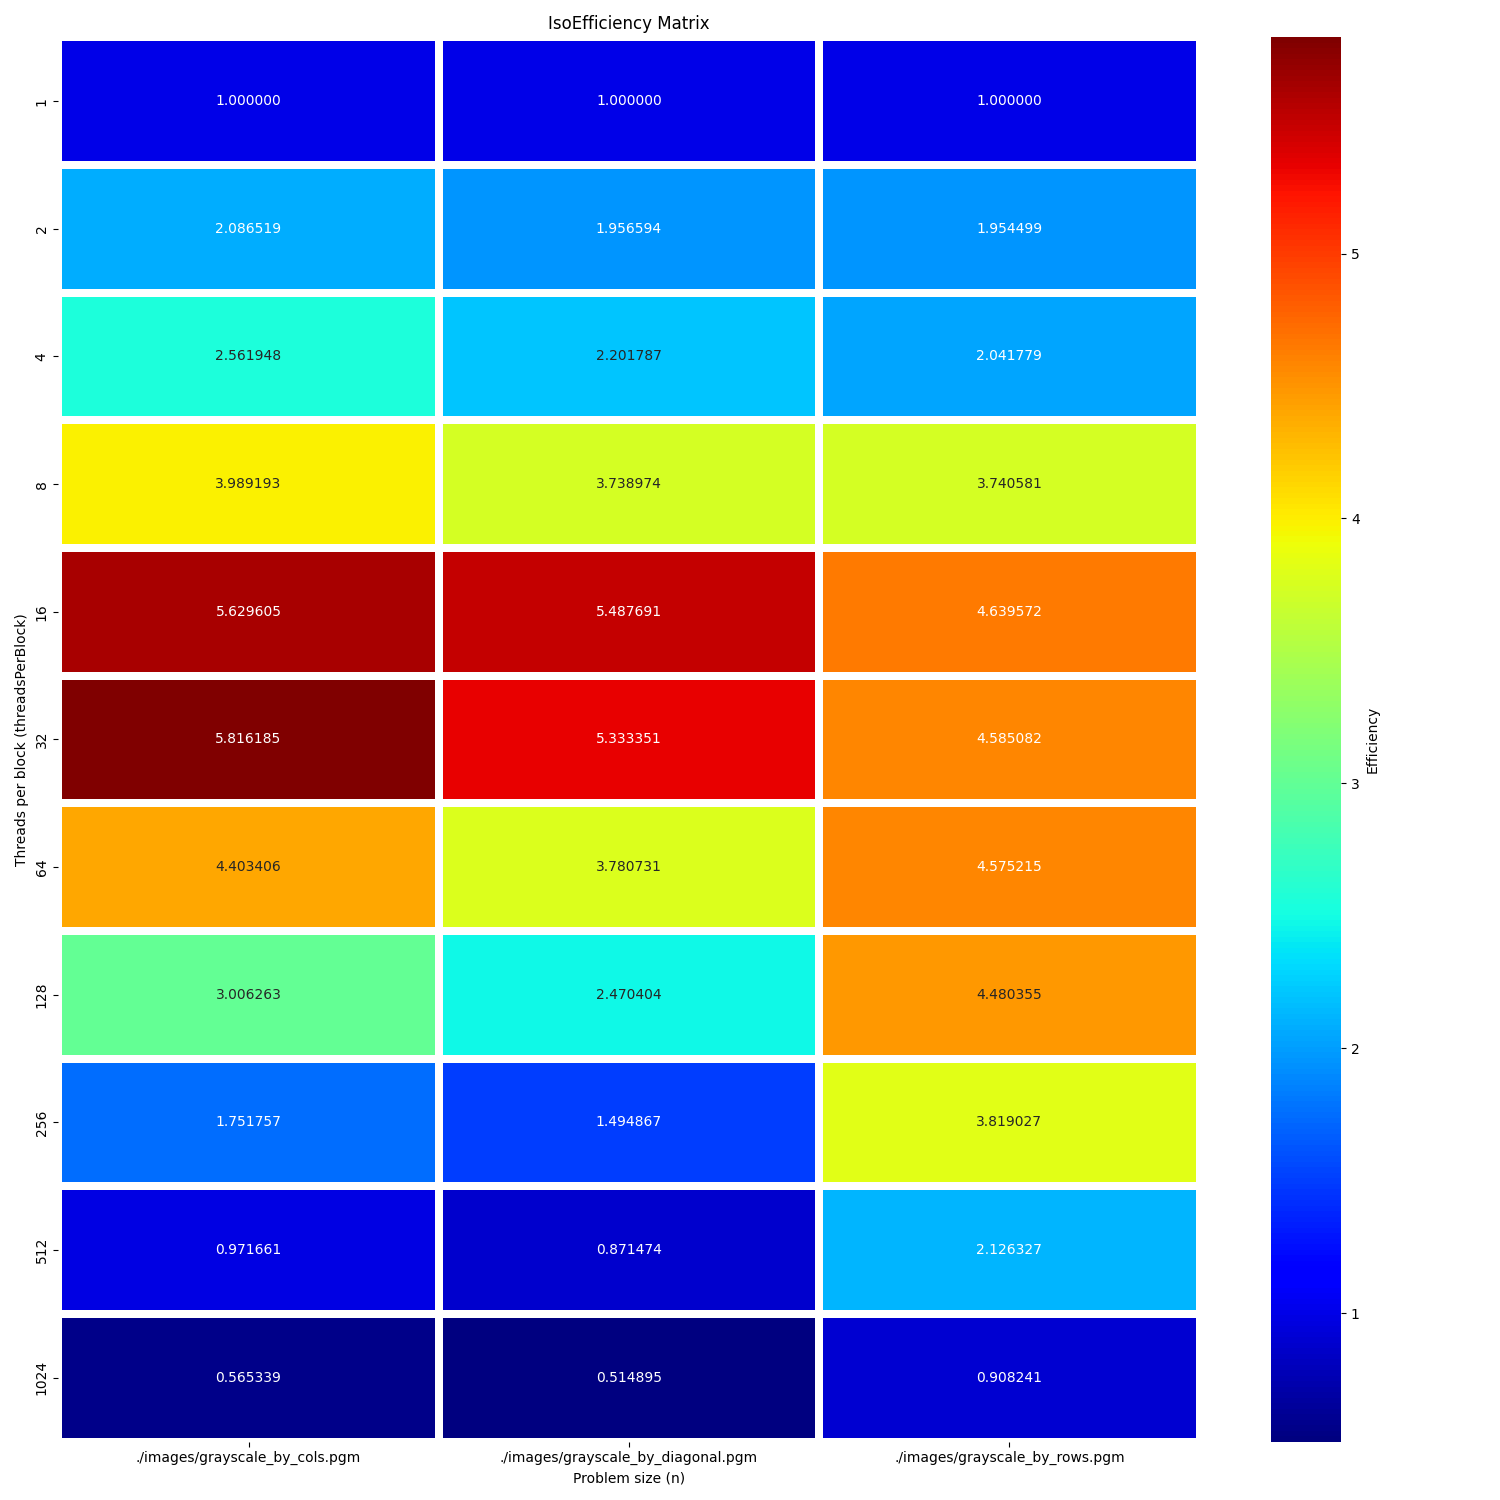 IsoEfficiency Matrix
Threads per block (threadsPerBlock)
1
1.000000 1.000000 1.000000
2
2.086519 1.956594 1.954499
4
2.561948 2.201787 2.041779
8
3.989193 3.738974 3.740581
16
5.629605 5.487691 4.639572
32
5.816185 5.333351 4.585082
64
4.403406 3.780731 4.575215
128
3.006263 2.470404 4.480355
256
1.751757 1.494867 3.819027
512
0.971661 0.871474 2.126327
1024
0.565339 0.514895 0.908241
./images/grayscale_by_cols.pgm ./images/grayscale_by_diagonal.pgm ./images/grayscale_by_rows.pgm
Problem size (n)
5
4
3
2
1
Efficiency